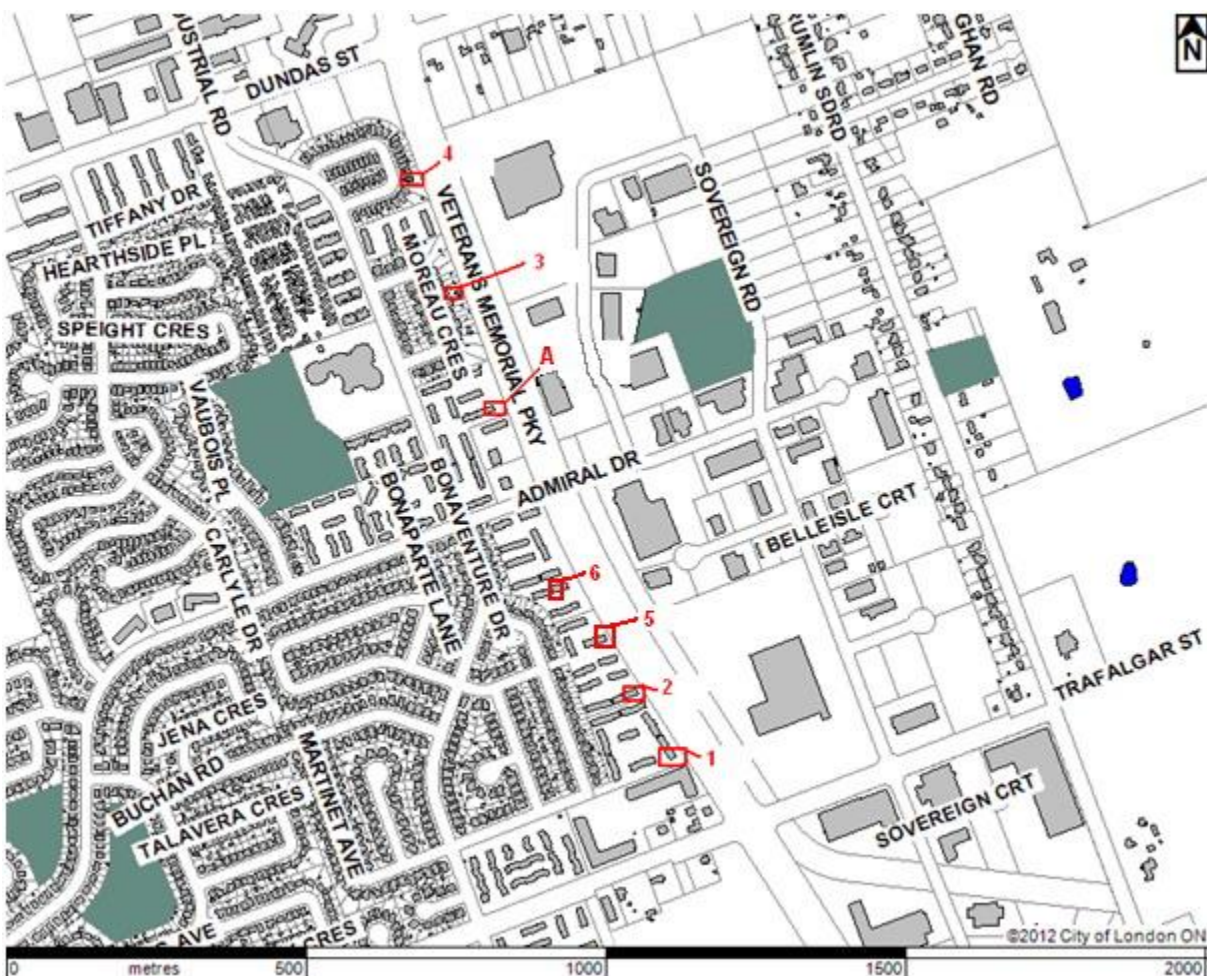 USTRIAL RD
DUNDAS ST
RUMLIN SDRD
GHAN RD
N
4
TIFFANY DR
HEARTHSIDE PL
SPEIGHT CRES
MOREAU CRES
VETERANS MEMORIAL PKY
SOVEREIGN RD
3
A
VAUBOIS PL
CARLYLE DR
BONAPARTE LANE
BONAVENTURE DR
ADMIRAL DR
BELLEISLE CRT
6
5
2
1
TRAFALGAR ST
JENA CRES
BUCHAN RD
TALAVERA CRES
MARTINET AVE
SOVEREIGN CRT
AVE
CRES
©2012 City of London ON
0 metres 500 1000 1500 2000